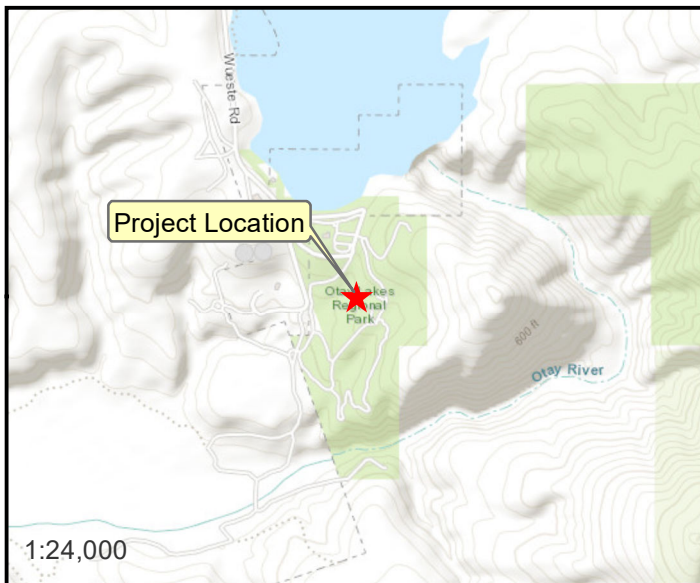 Wueste Rd
Project Location
Otay Lakes
Regional
Park
600 ft
Otay River
1:24,000